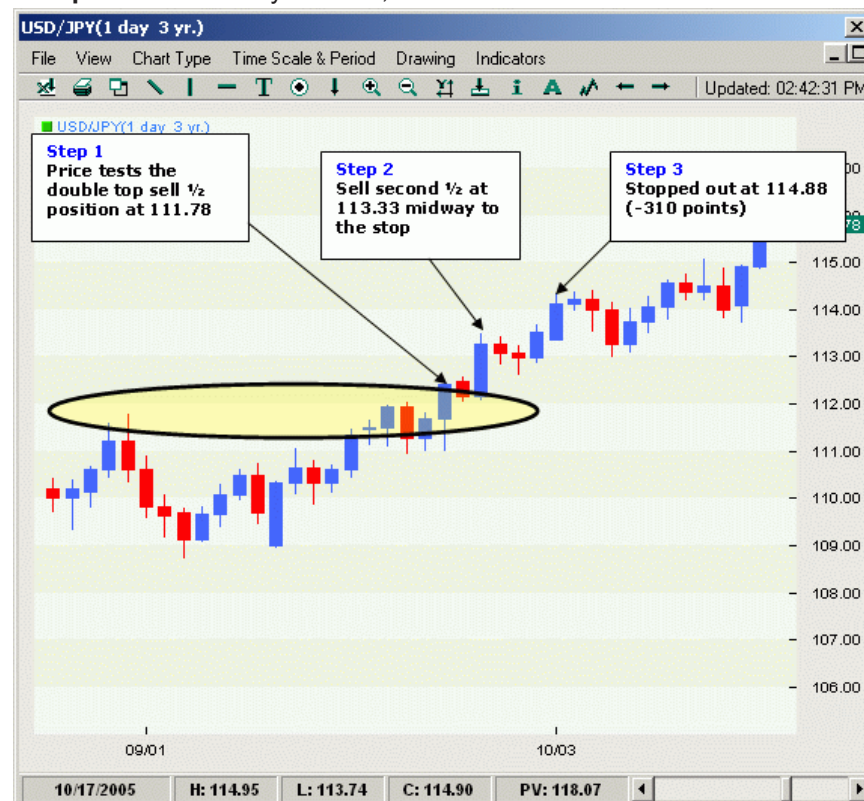 USD/JPY(1 day 3 yr.)
File View Chart Type Time Scale & Period Drawing Indicators
T i A Updated: 02:42:31 PM
USD/JPY(1 day 3 yr.)
Step 1
Price tests the
double top sell ½
position at 111.78
Step 2
Sell second ½ at
113.33 midway to
the stop
Step 3
Stopped out at 114.88
(-310 points)
115.00
114.00
113.00
112.00
111.00
110.00
109.00
108.00
107.00
106.00
09/01 10/03
10/17/2005 H: 114.95 L: 113.74 C: 114.90 PV: 118.07